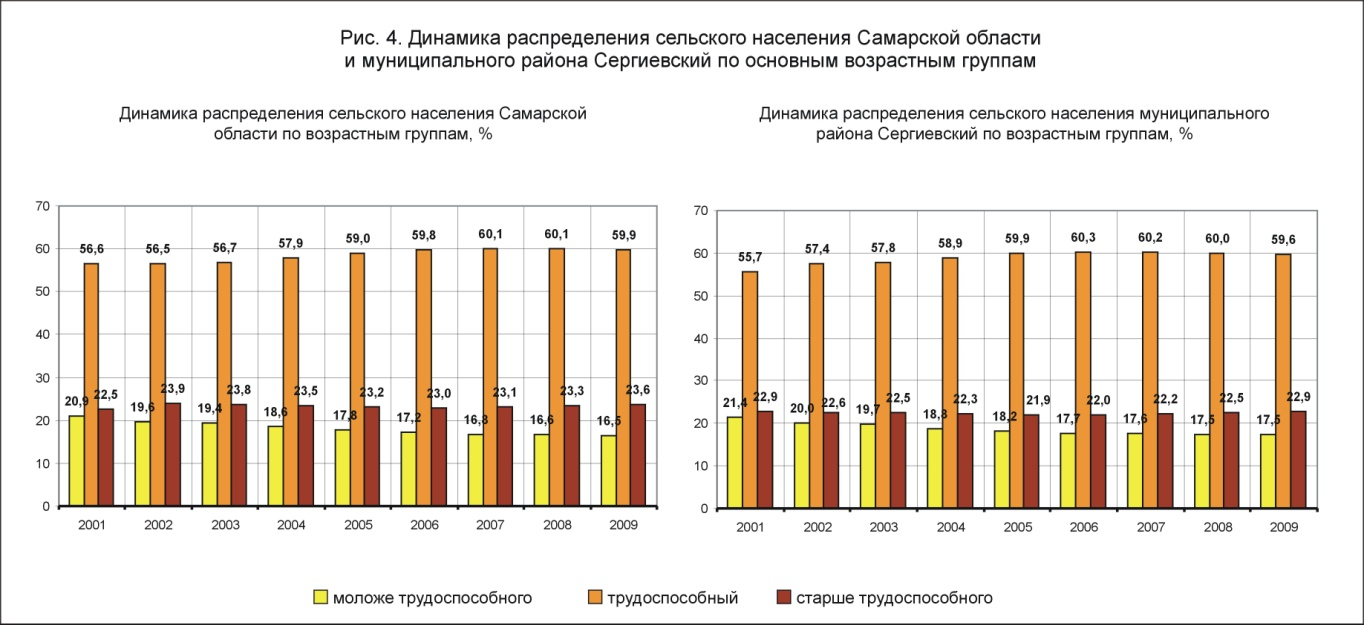 Рис. 4. Динамика распределения сельского населения Самарской области
и муниципального района Сергиевский по основным возрастным группам
Динамика распределения сельского населения Самарской
области по возрастным группам, %
70
60
50
40
30
20
10
0
56,6 56,5 56,7 57,9 59,0 59,8 60,1 60,1 59,9
20,9 22,5 19,6 23,9 19,4 23,8 18,6 23,5 17,8 23,2 17,2 23,0 16,8 23,1 16,6 23,3 16,5 23,6
2001 2002 2003 2004 2005 2006 2007 2008 2009
Динамика распределения сельского населения муниципального
района Сергиевский по возрастным группам, %
70
60
50
40
30
20
10
0
55,7 57,4 57,8 58,9 59,9 60,3 60,2 60,0 59,6
21,4 22,9 20,0 22,6 19,7 22,5 18,8 22,3 18,2 21,9 17,7 22,0 17,6 22,2 17,5 22,5 17,5 22,9
2001 2002 2003 2004 2005 2006 2007 2008 2009
моложе трудоспособного трудоспособный старше трудоспособного